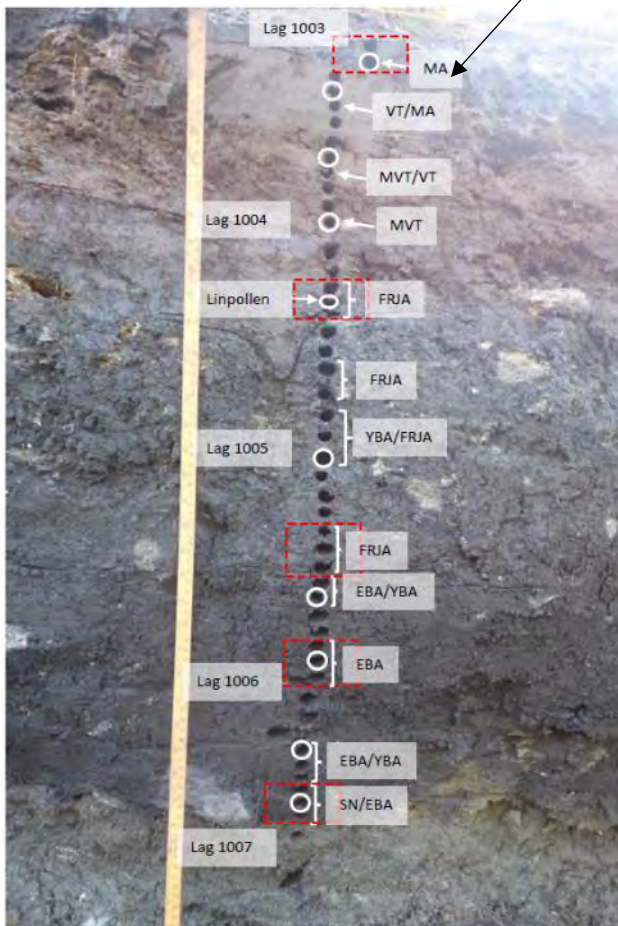 Lag 1003
MA
VT/MA
MVT/VT
Lag 1004
MVT
Linpollen
FRJA
FRJA
YBA/FRJA
Lag 1005
FRJA
EBA/YBA
EBA
Lag 1006
EBA/YBA
SN/EBA
Lag 1007